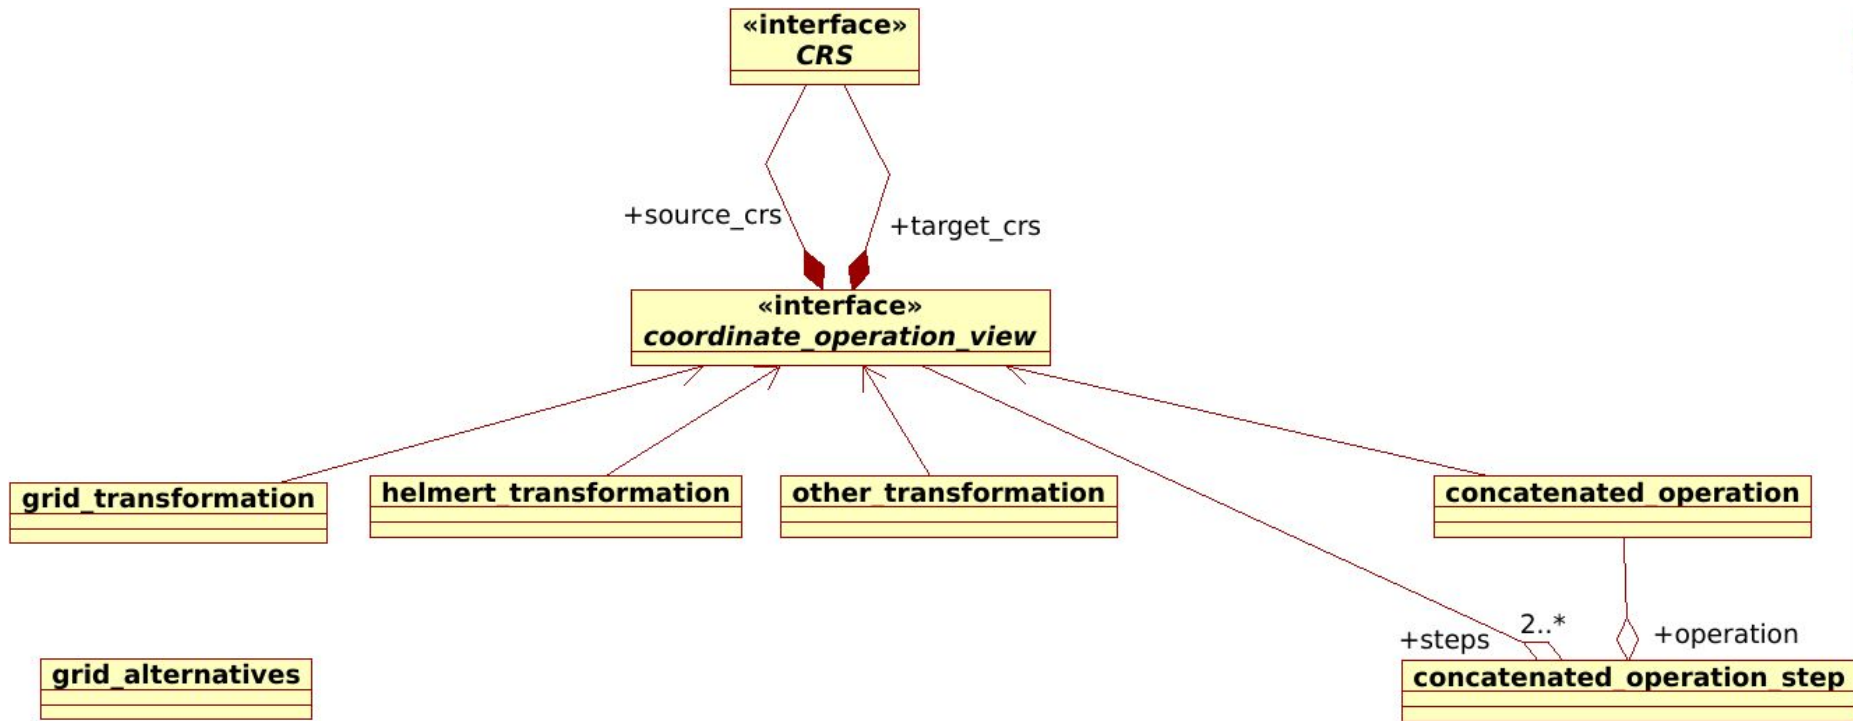 «interface»
CRS
+source_crs
+target_crs
«interface»
coordinate_operation_view
grid_transformation
helmert_transformation
other_transformation
concatenated_operation
+steps
2..*
+operation
grid_alternatives
concatenated_operation_step